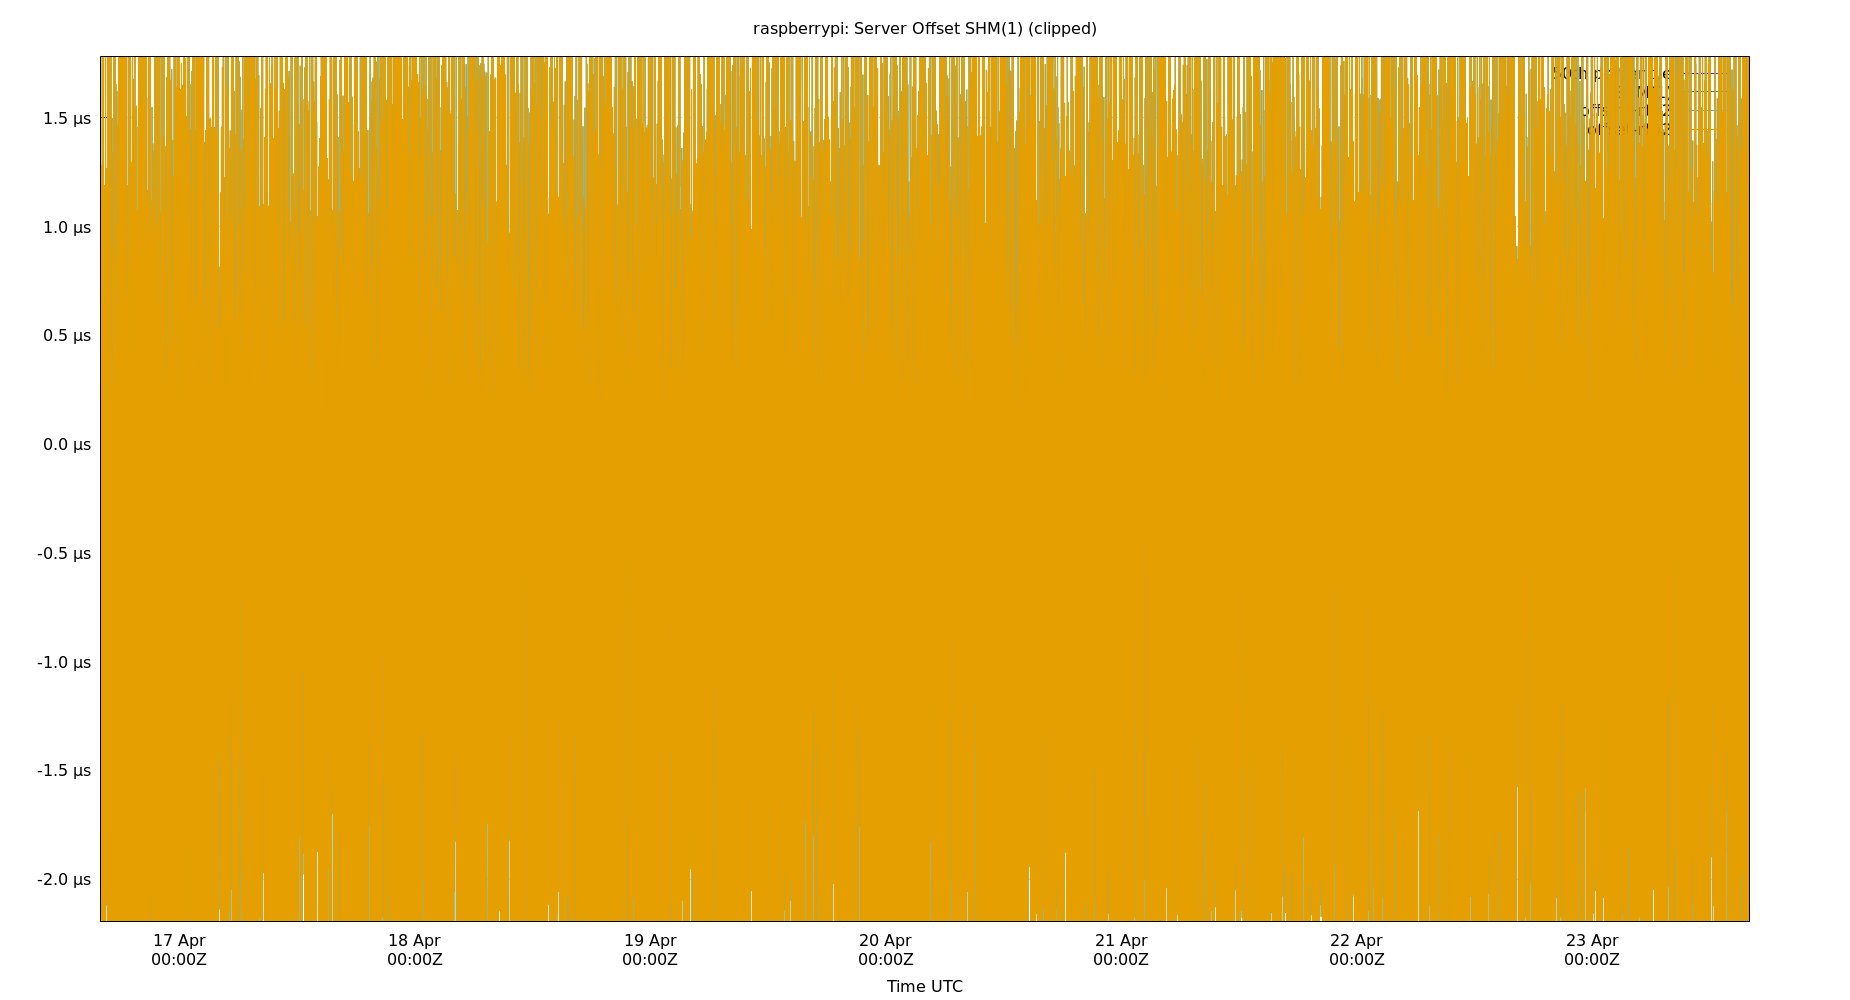 raspberrypi: Server Offset SHM(1) (clipped)
1.5 µs
1.0 µs
0.5 µs
0.0 µs
-0.5 µs
-1.0 µs
-1.5 µs
-2.0 µs
17 Apr 18 Apr 19 Apr 20 Apr 21 Apr 22 Apr 23 Apr
00:00Z 00:00Z 00:00Z 00:00Z 00:00Z 00:00Z 00:00Z
Time UTC